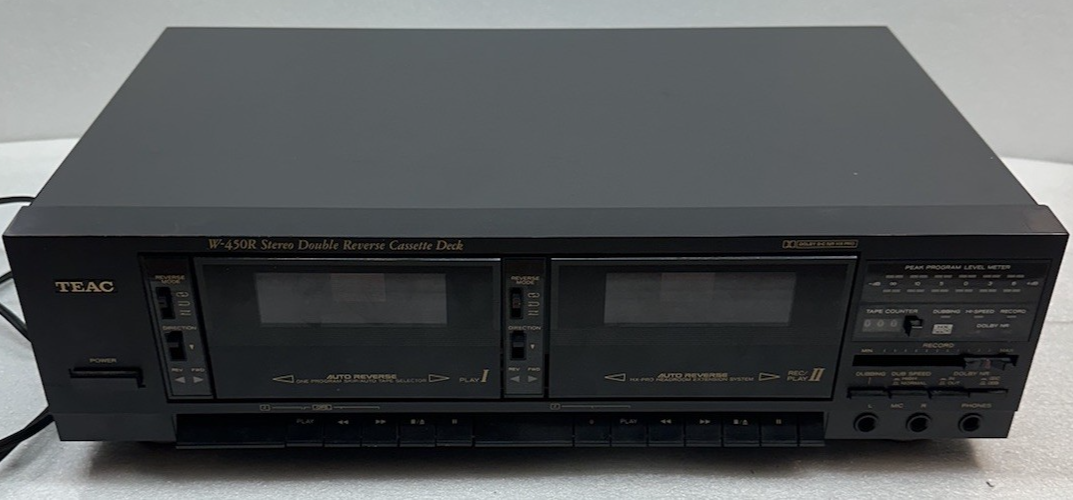 W-450R Stereo Double Reverse Cassette Deck
DOLBY B-C NR HX PRO
TEAC
POWER
REVERSE MODE
DIRECTION
REV FWD
AUTO REVERSE
ONE PROGRAM SKIP/AUTO TAPE SELECTOR
PLAY I
REVERSE MODE
DIRECTION
REV FWD
AUTO REVERSE
HX-PRO HEADROOM EXTENSION SYSTEM
REC/PLAY II
PEAK PROGRAM LEVEL METER
TAPE COUNTER
000
DUBBING HI-SPEED RECORD
DOLBY NR
RECORD
MIN
DUBBING DUB SPEED DOLBY NR
L MIC R PHONES
PLAY
PLAY